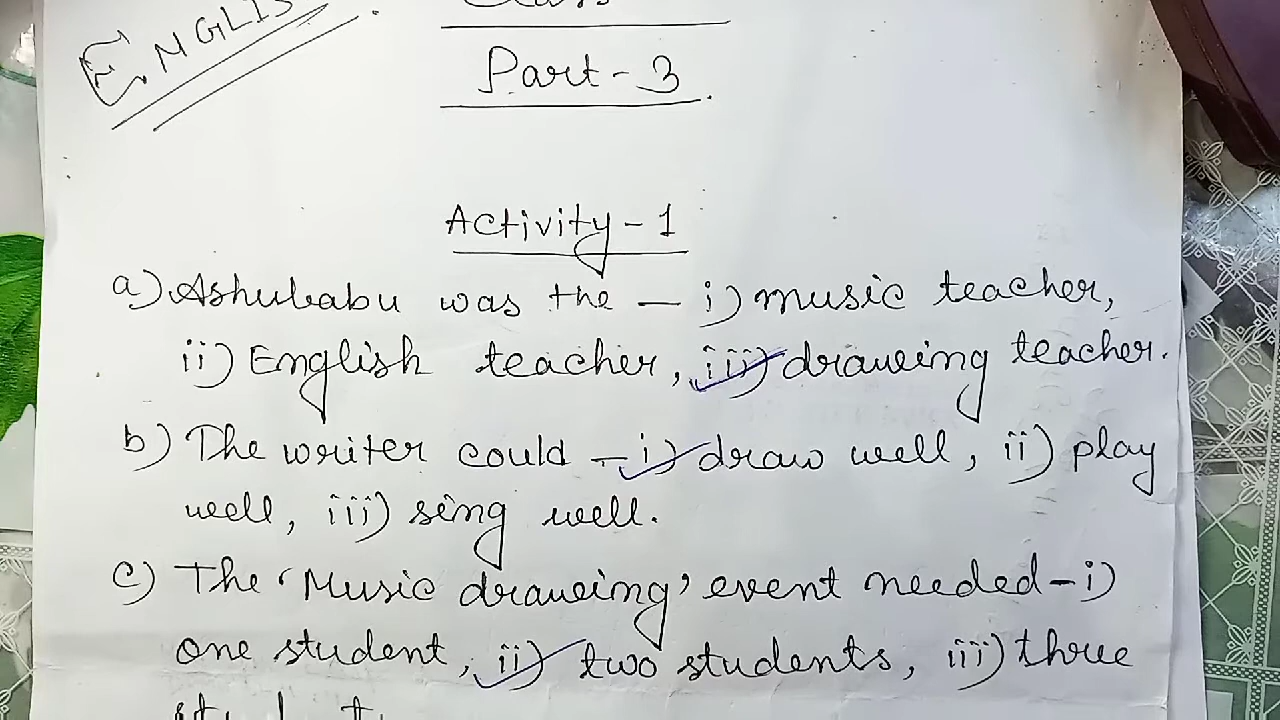 ENGLISH.
Class
Part-3.
Activity-1
a) Ashubabu was the — i) music teacher,
ii) English teacher, iii) drawing teacher.
b) The writer could — i) draw well, ii) play
well, iii) sing well.
c) The 'Music drawing' event needed - i)
one student, ii) two students, iii) three